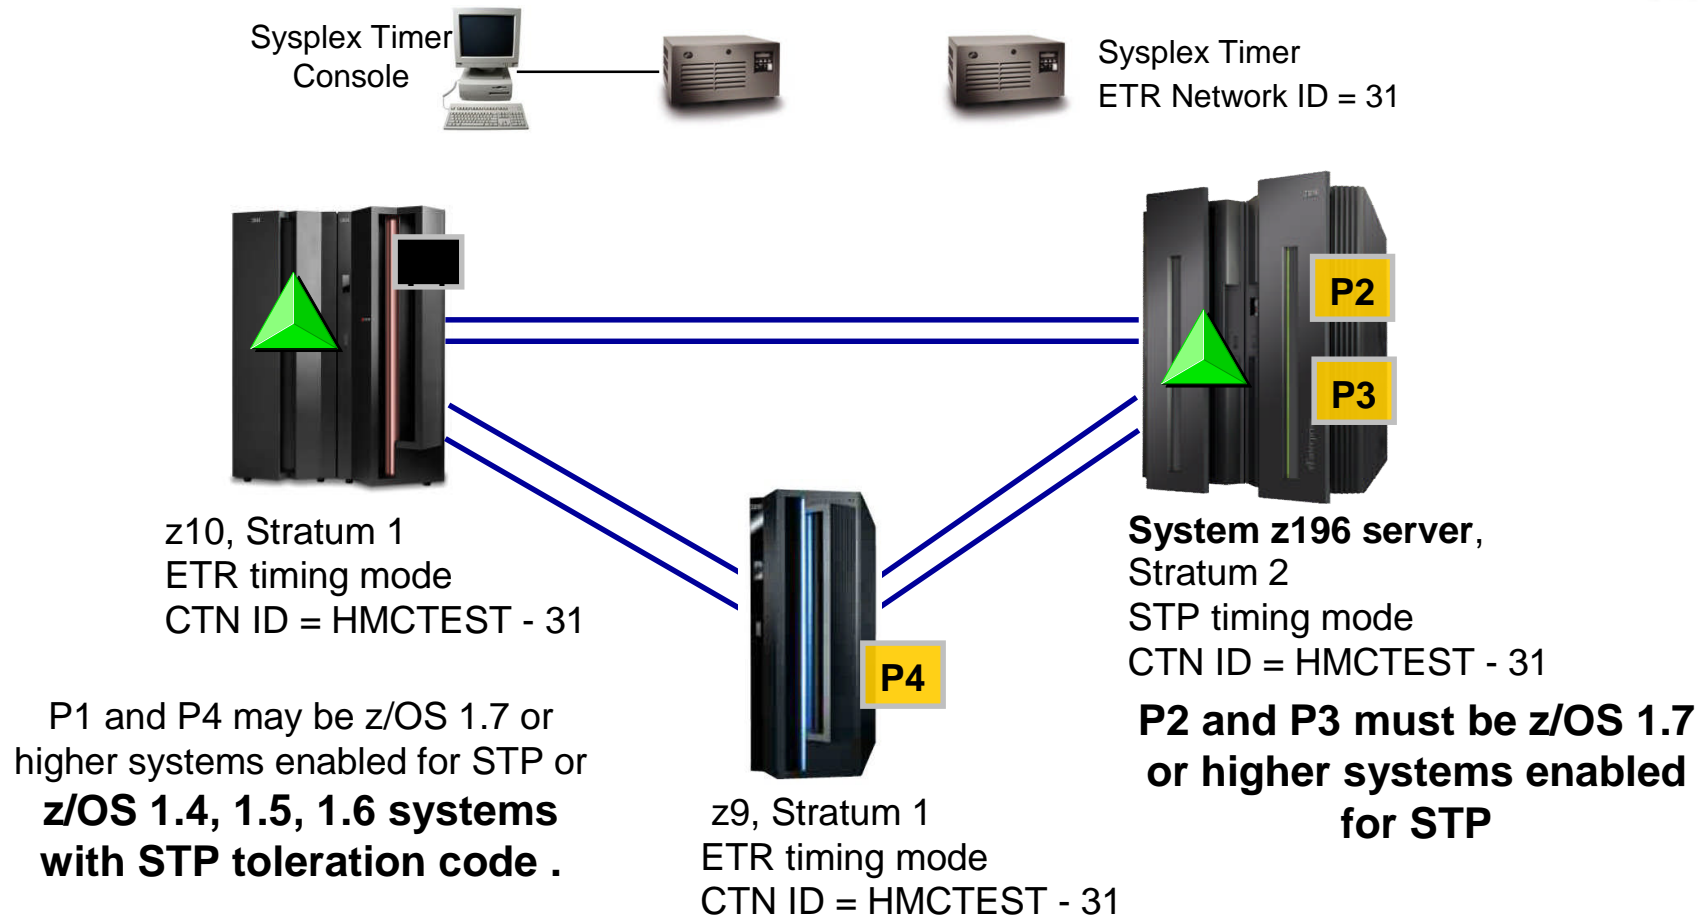 Sysplex Timer
Console
Sysplex Timer
ETR Network ID = 31
P2
P3
z10, Stratum 1
ETR timing mode
CTN ID = HMCTEST - 31
System z196 server,
Stratum 2
STP timing mode
CTN ID = HMCTEST - 31
P4
P1 and P4 may be z/OS 1.7 or
higher systems enabled for STP or
z/OS 1.4, 1.5, 1.6 systems
with STP toleration code .
P2 and P3 must be z/OS 1.7
or higher systems enabled
for STP
z9, Stratum 1
ETR timing mode
CTN ID = HMCTEST - 31